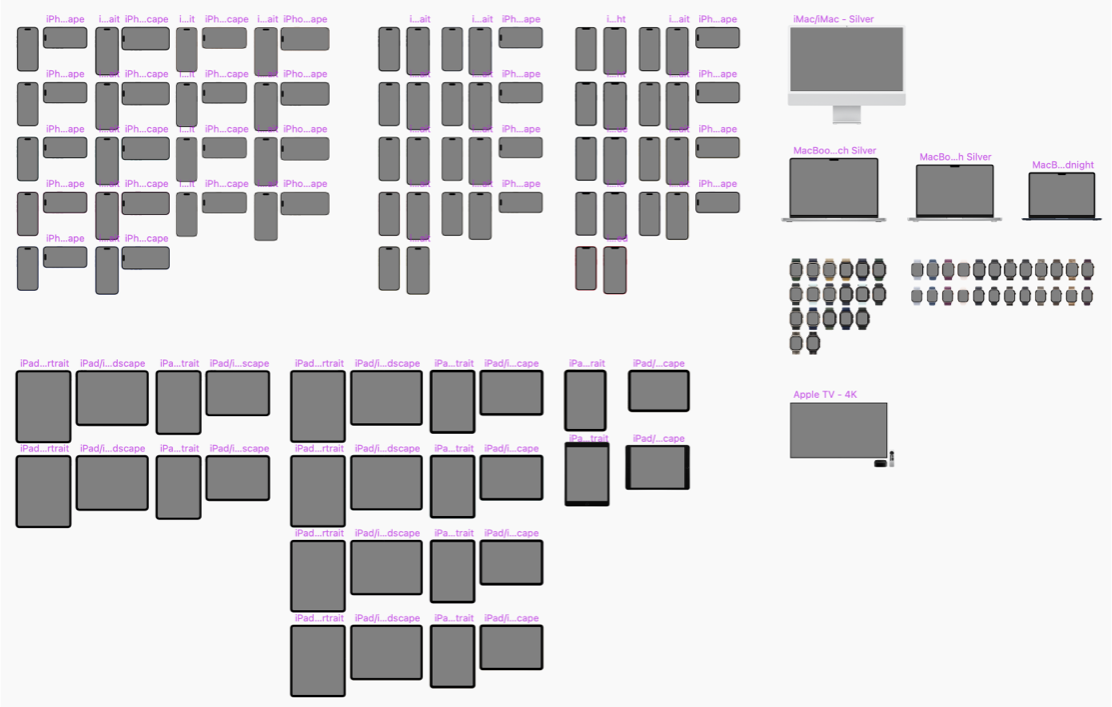 iPh...ape i...ait iPh...cape i...it iPh...cape i...ait iPho...ape i...ait i...ait iPh...ape i...ht i...ait iPh...ape iMac/iMac - Silver
iPh...ape iPh...cape iPh...cape iPho...ape iPh...ape iPh...ape
iPh...ape iPh...cape iPh...cape iPho...ape iPh...ape iPh...ape
MacBoo...ch Silver MacBo...h Silver MacB...dnight
iPh...ape iPh...cape iPh...cape iPho...ape iPh...ape iPh...ape
iPh...ape iPh...cape
iPad...rtrait iPad/i...dscape iPa...trait iPad/i...scape iPad...rtrait iPad/i...dscape iPa...trait iPad/i...cape iPa...rait iPad/...cape
Apple TV - 4K
iPa...trait iPad/...cape
iPad...rtrait iPad/i...dscape iPa...trait iPad/i...scape iPad...rtrait iPad/i...dscape iPa...trait iPad/i...cape
iPad...rtrait iPad/i...dscape iPa...trait iPad/i...cape
iPad...rtrait iPad/i...dscape iPa...trait iPad/i...cape